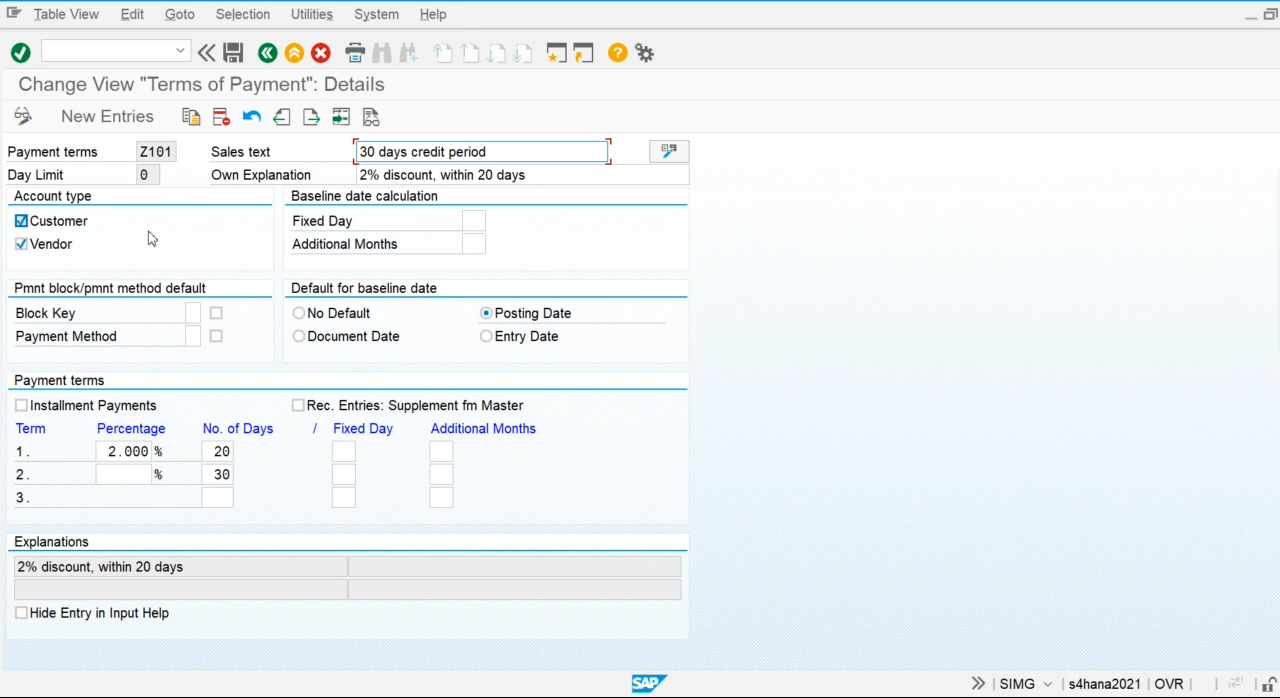 Table View Edit Goto Selection Utilities System Help
Change View "Terms of Payment": Details
New Entries
Payment terms Z101 Sales text 30 days credit period
Day Limit 0 Own Explanation 2% discount, within 20 days
Account type Baseline date calculation
Customer Fixed Day
Vendor Additional Months
Pmnt block/pmnt method default Default for baseline date
Block Key No Default Posting Date
Payment Method Document Date Entry Date
Payment terms
Installment Payments Rec. Entries: Supplement fm Master
Term Percentage No. of Days / Fixed Day Additional Months
1. 2.000 % 20
2. % 30
3.
Explanations
2% discount, within 20 days
Hide Entry in Input Help
SAP SIMG s4hana2021 OVR